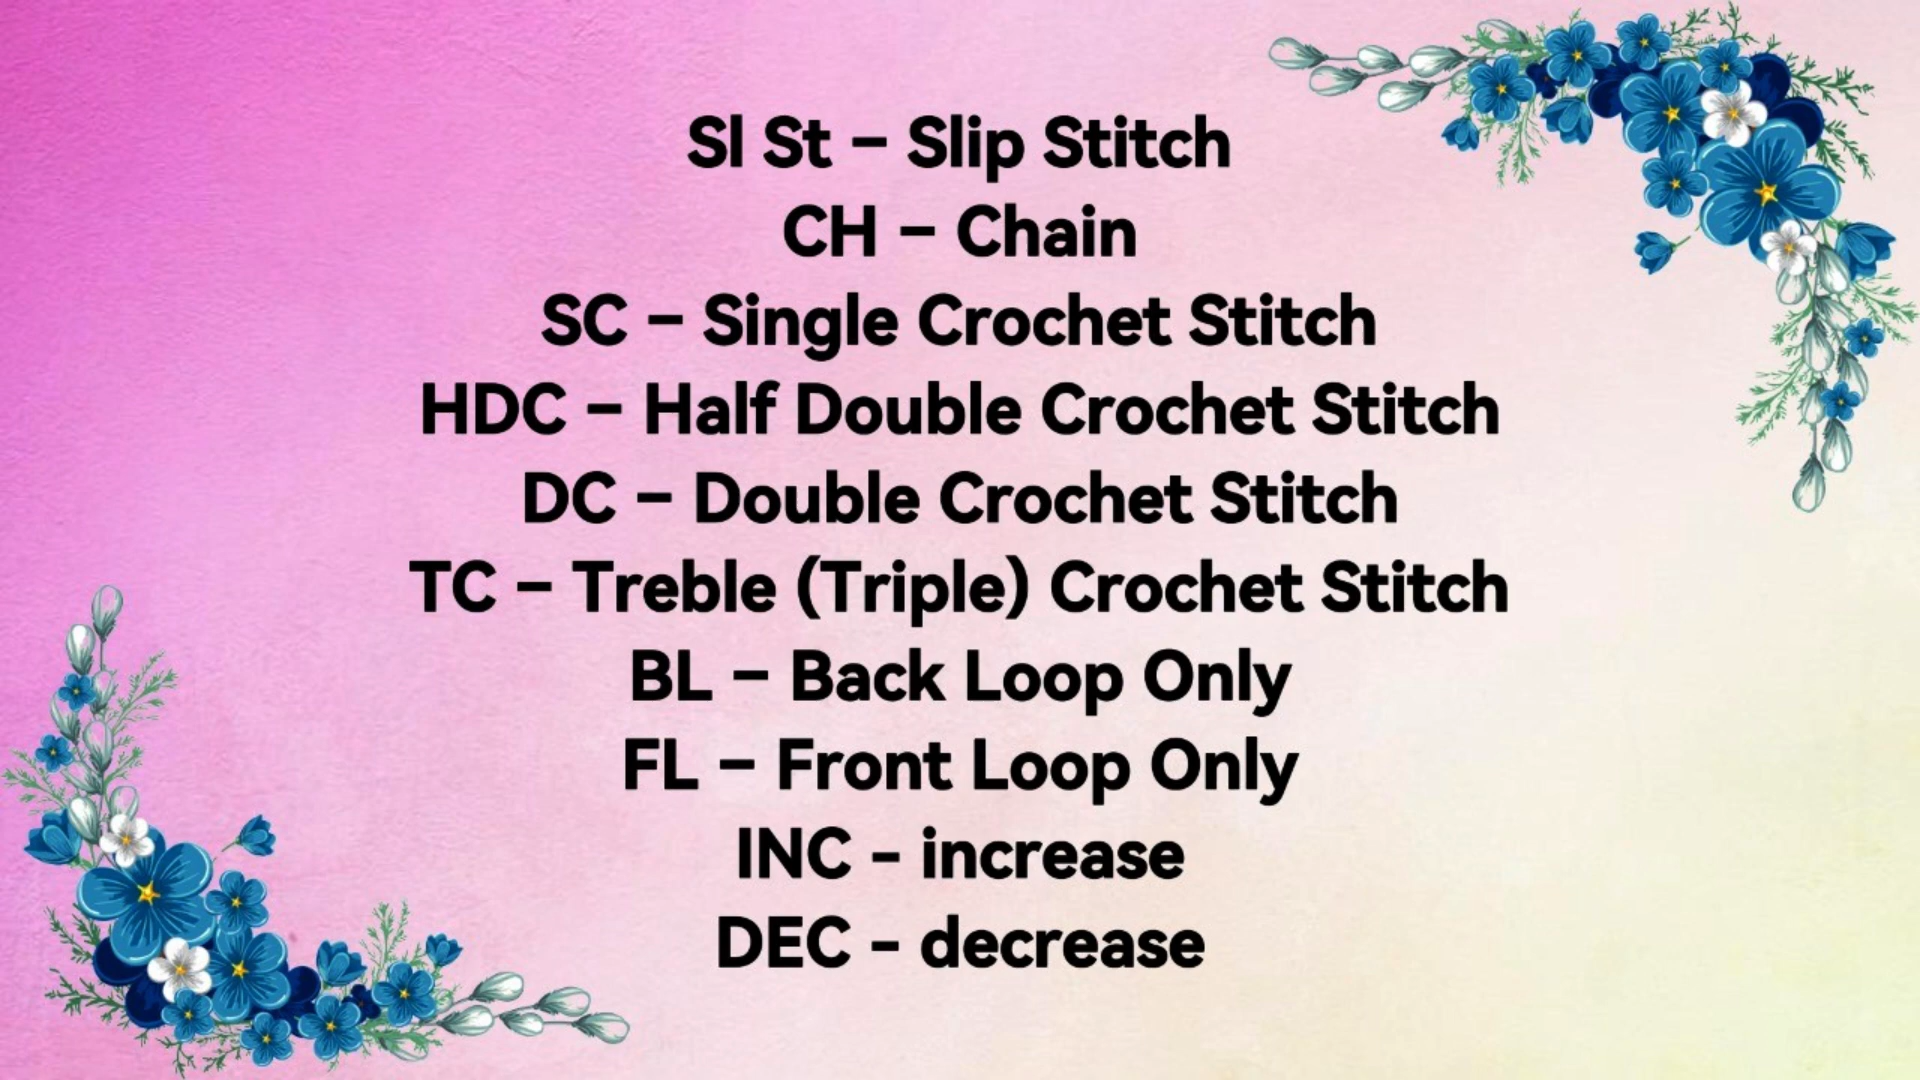 Sl St – Slip Stitch
CH – Chain
SC – Single Crochet Stitch
HDC – Half Double Crochet Stitch
DC – Double Crochet Stitch
TC – Treble (Triple) Crochet Stitch
BL – Back Loop Only
FL – Front Loop Only
INC - increase
DEC - decrease